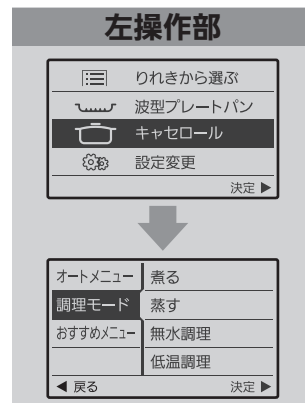 左操作部
りれきから選ぶ
波型プレートパン
キャセロール
設定変更
決定 ▶
オートメニュー 煮る
調理モード 蒸す
おすすめメニュー 無水調理
低温調理
◀ 戻る 決定 ▶